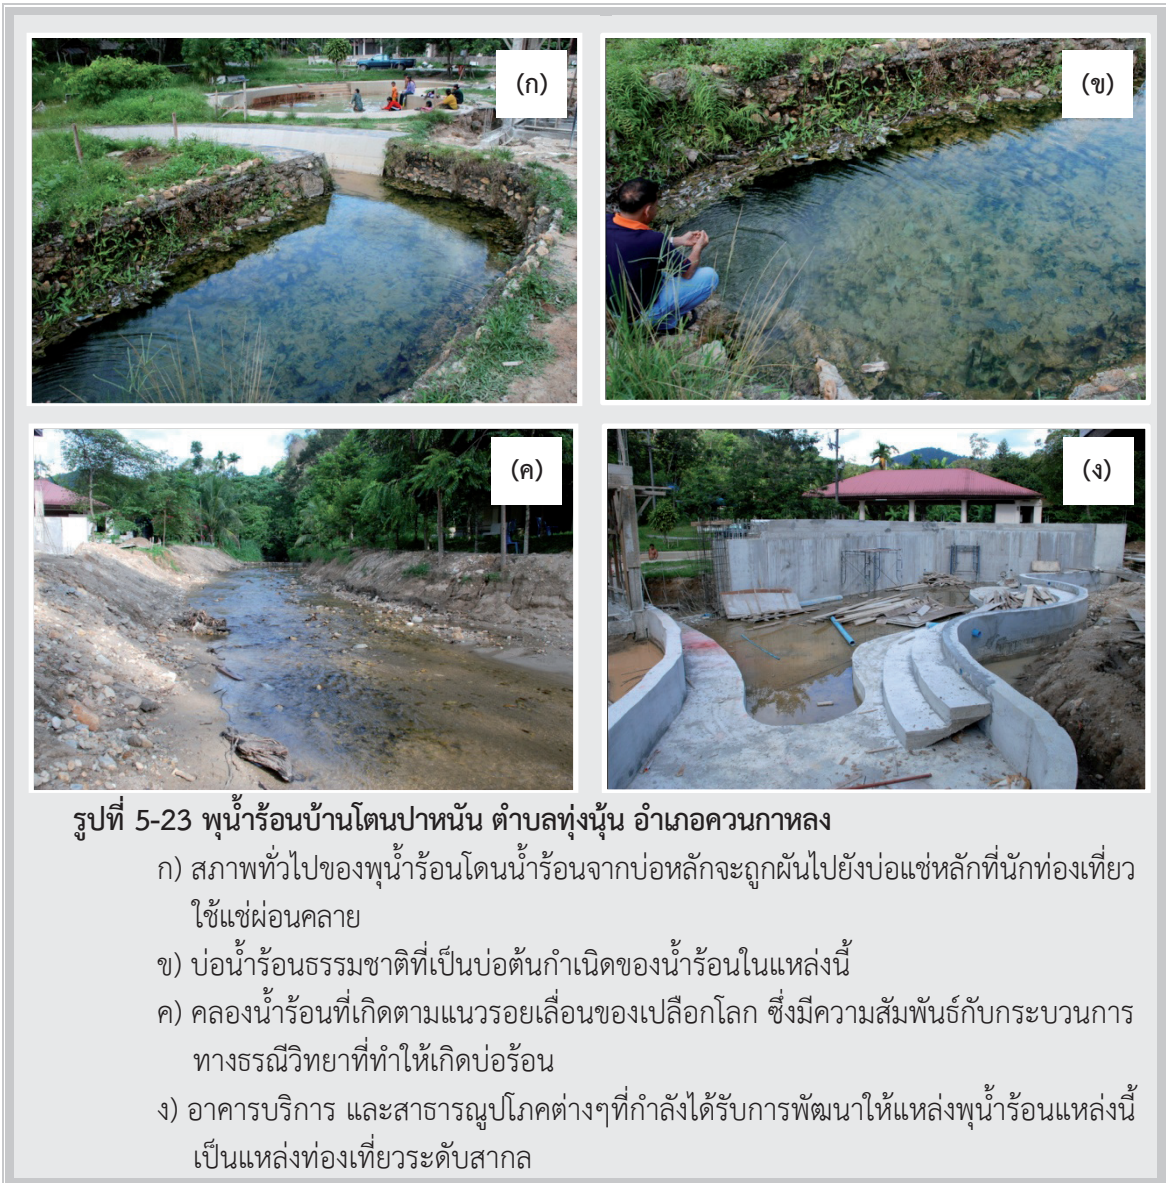 (ก)
(ข)
(ค)
(ง)
รูปที่ 5-23 พุน้ำร้อนบ้านโตนปาหนัน ตำบลทุ่งนุ้น อำเภอควนกาหลง
ก) สภาพทั่วไปของพุน้ำร้อนโดนน้ำร้อนจากบ่อหลักจะถูกผันไปยังบ่อแช่หลักที่นักท่องเที่ยว
ใช้แช่ผ่อนคลาย
ข) บ่อน้ำร้อนธรรมชาติที่เป็นบ่อต้นกำเนิดของน้ำร้อนในแหล่งนี้
ค) คลองน้ำร้อนที่เกิดตามแนวรอยเลื่อนของเปลือกโลก ซึ่งมีความสัมพันธ์กับกระบวนการ
ทางธรณีวิทยาที่ทำให้เกิดบ่อร้อน
ง) อาคารบริการ และสาธารณูปโภคต่างๆที่กำลังได้รับการพัฒนาให้แหล่งพุน้ำร้อนแหล่งนี้
เป็นแหล่งท่องเที่ยวระดับสากล